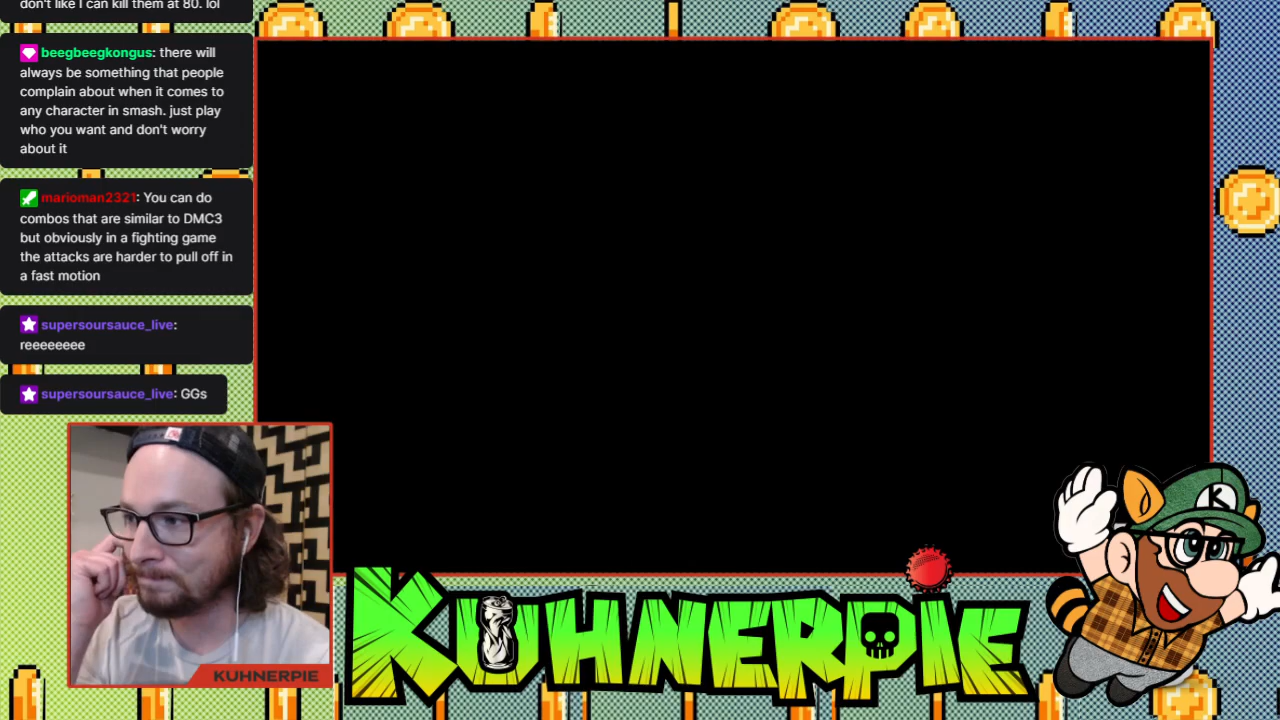 don't like I can kill them at 80. lol
beegbeegkongus: there will
always be something that people
complain about when it comes to
any character in smash. just play
who you want and don't worry
about it
marioman2321: You can do
combos that are similar to DMC3
but obviously in a fighting game
the attacks are harder to pull off in
a fast motion
supersoursauce_live:
reeeeeeee
supersoursauce_live: GGs
KUHNERPIE
KUHNERPIE
K